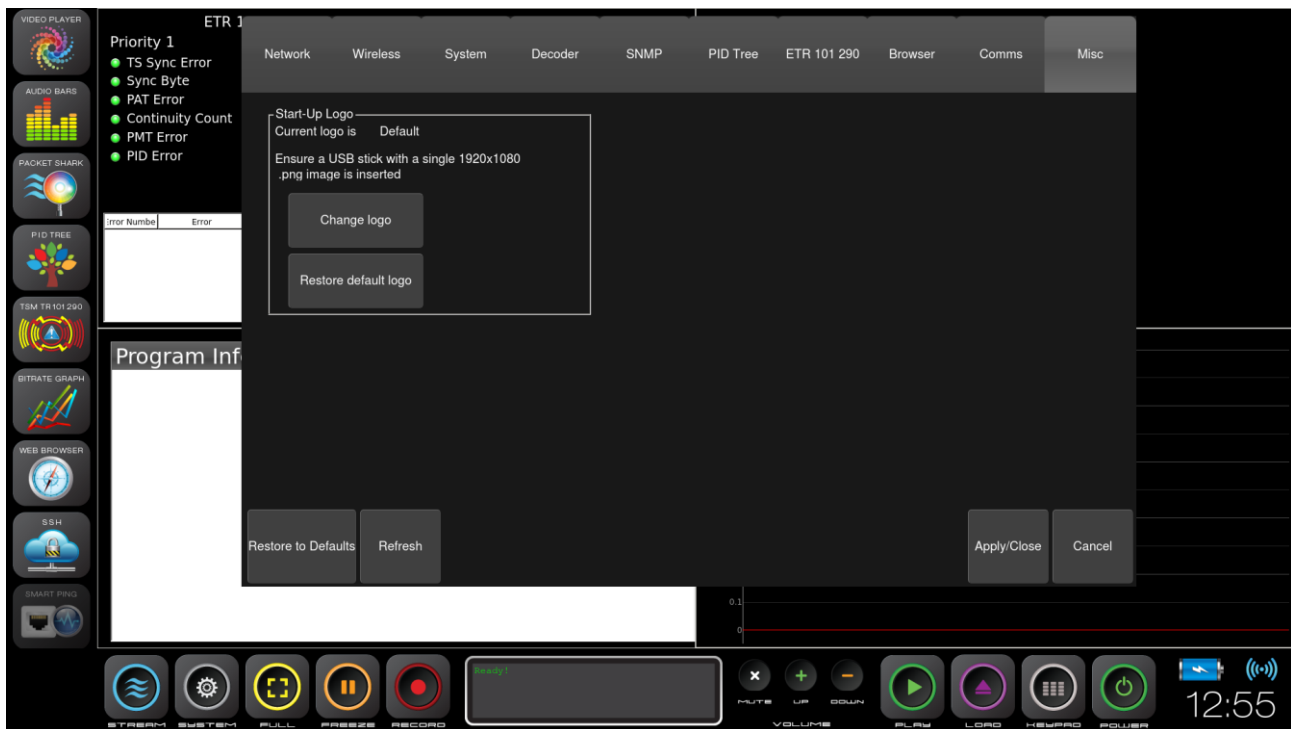 VIDEO PLAYER
AUDIO BARS
PACKET SHARK
PID TREE
TSM TR 101 290
BITRATE GRAPH
WEB BROWSER
SSH
SMART PING
ETR 1
Priority 1
TS Sync Error
Sync Byte
PAT Error
Continuity Count
PMT Error
PID Error
Error
Program Inf
Network Wireless System Decoder SNMP PID Tree ETR 101 290 Browser Comms Misc
Start-Up Logo
Current logo is Default
Ensure a USB stick with a single 1920x1080
.png image is inserted
Change logo
Restore default logo
Restore to Defaults Refresh Apply/Close Cancel
0.1
0
Ready!
STREAM SYSTEM FULL FREEZE RECORD
MUTE UP DOWN
VOLUME
PLAY LOAD KEYPAD POWER
12:55